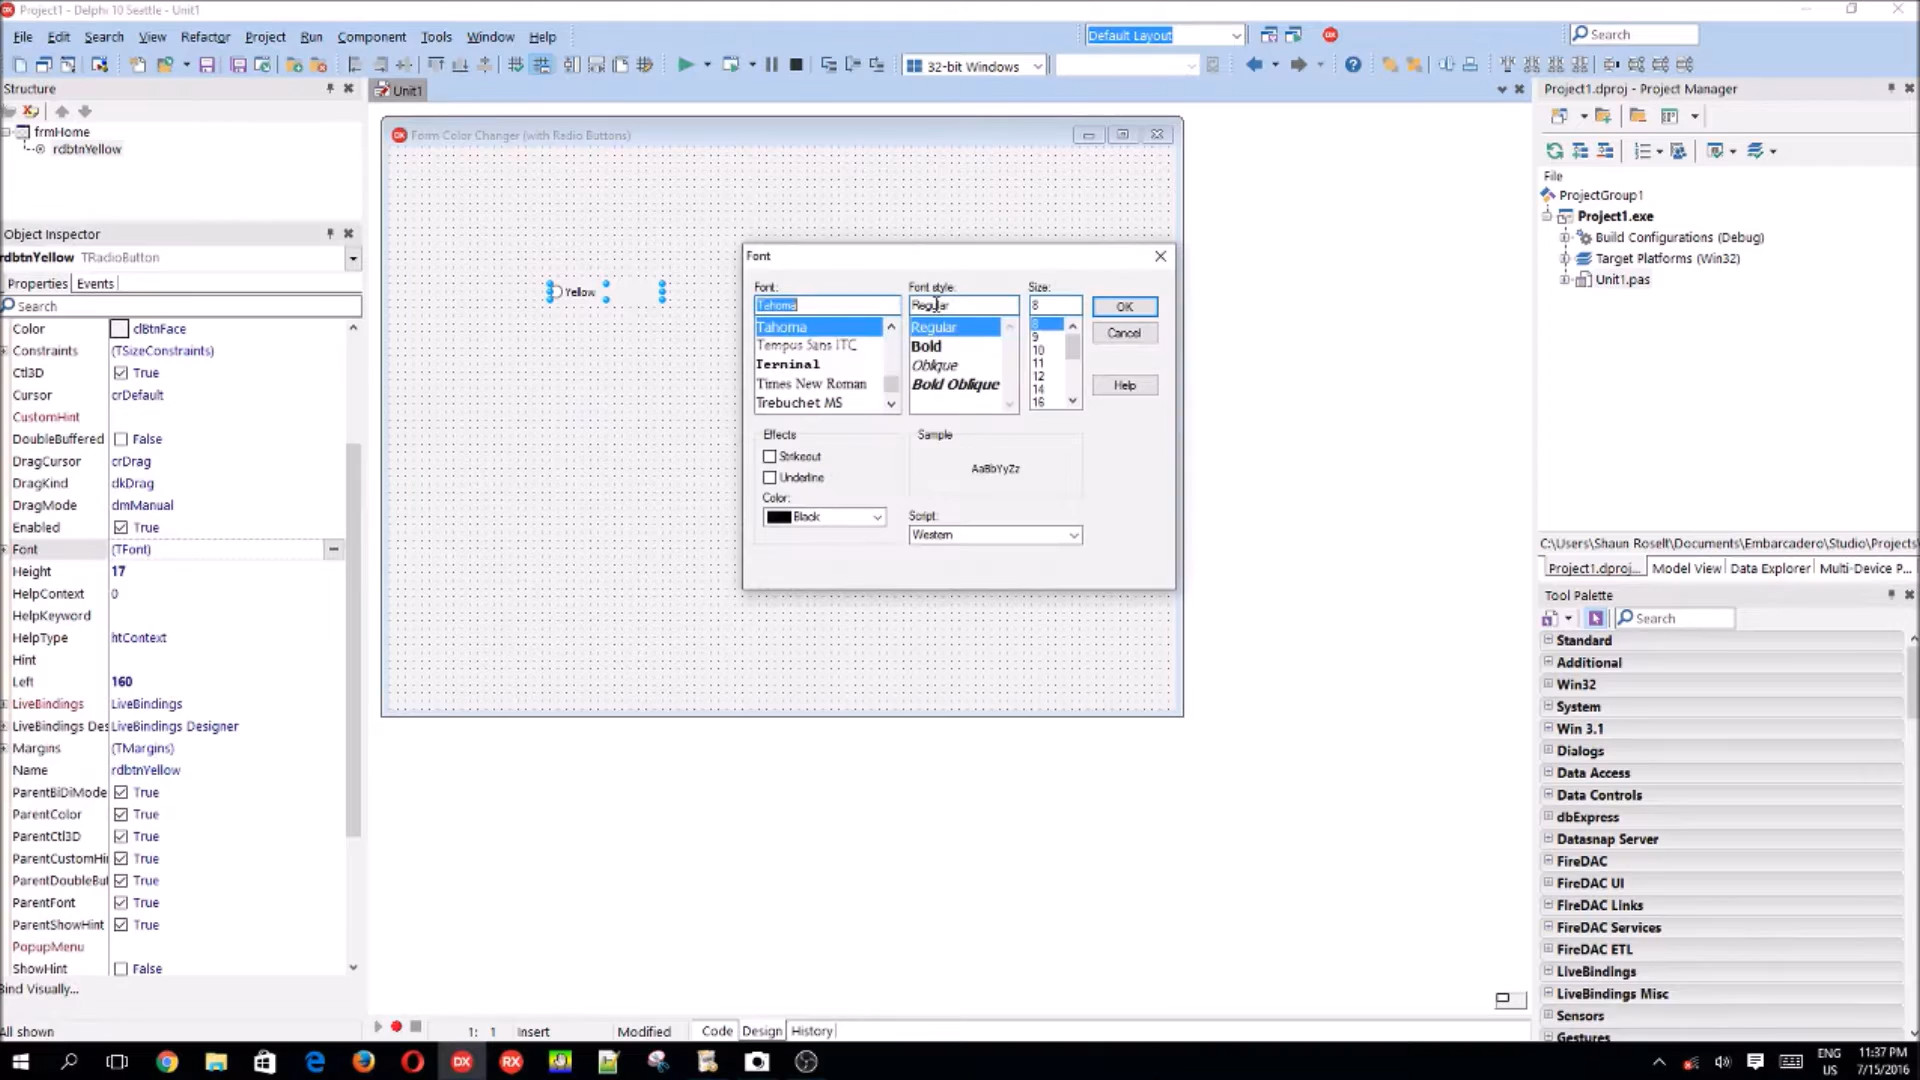 Project1 - Delphi 10 Seattle - Unit1
File Edit Search View Refactor Project Run Component Tools Window Help
Default Layout
Search
32-bit Windows
Structure
frmHome
rdbtnYellow
Object Inspector
rdbtnYellow TRadioButton
Properties Events
Search
Color clBtnFace
Constraints (TSizeConstraints)
Ctl3D True
Cursor crDefault
CustomHint
DoubleBuffered False
DragCursor crDrag
DragKind dkDrag
DragMode dmManual
Enabled True
Font (TFont)
Height 17
HelpContext 0
HelpKeyword
HelpType htContext
Hint
Left 160
LiveBindings LiveBindings
LiveBindings Des LiveBindings Designer
Margins (TMargins)
Name rdbtnYellow
ParentBiDiMode True
ParentColor True
ParentCtl3D True
ParentCustomHi True
ParentDoubleBuf True
ParentFont True
ParentShowHint True
PopupMenu
ShowHint False
Bind Visually...
All shown
Unit1
Form Color Changer (with Radio Buttons)
Yellow
Font
Font: Font style: Size:
Tahoma Regular 8
OK
Cancel
Help
Tahoma
Tempus Sans ITC
Terminal
Times New Roman
Trebuchet MS
Regular
Bold
Oblique
Bold Oblique
8
9
10
11
12
14
16
Effects
Strikeout
Underline
Color:
Black
Sample
AaBbYyZz
Script:
Western
1: 1 Insert Modified Code Design History
Project1.dproj - Project Manager
File
ProjectGroup1
Project1.exe
Build Configurations (Debug)
Target Platforms (Win32)
Unit1.pas
C:\Users\Shaun Roselt\Documents\Embarcadero\Studio\Projects\
Project1.dproj... Model View Data Explorer Multi-Device P...
Tool Palette
Search
Standard
Additional
Win32
System
Win 3.1
Dialogs
Data Access
Data Controls
dbExpress
Datasnap Server
FireDAC
FireDAC UI
FireDAC Links
FireDAC Services
FireDAC ETL
LiveBindings
LiveBindings Misc
Sensors
Gestures
DX
RX
ENG
US
11:37 PM
7/15/2016